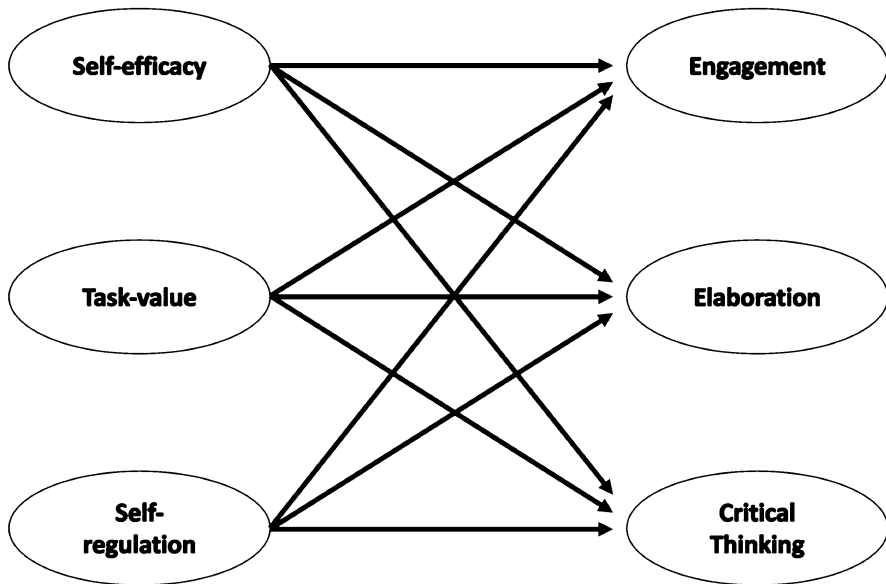 Self-efficacy
Engagement
Task-value
Elaboration
Self-
regulation
Critical
Thinking